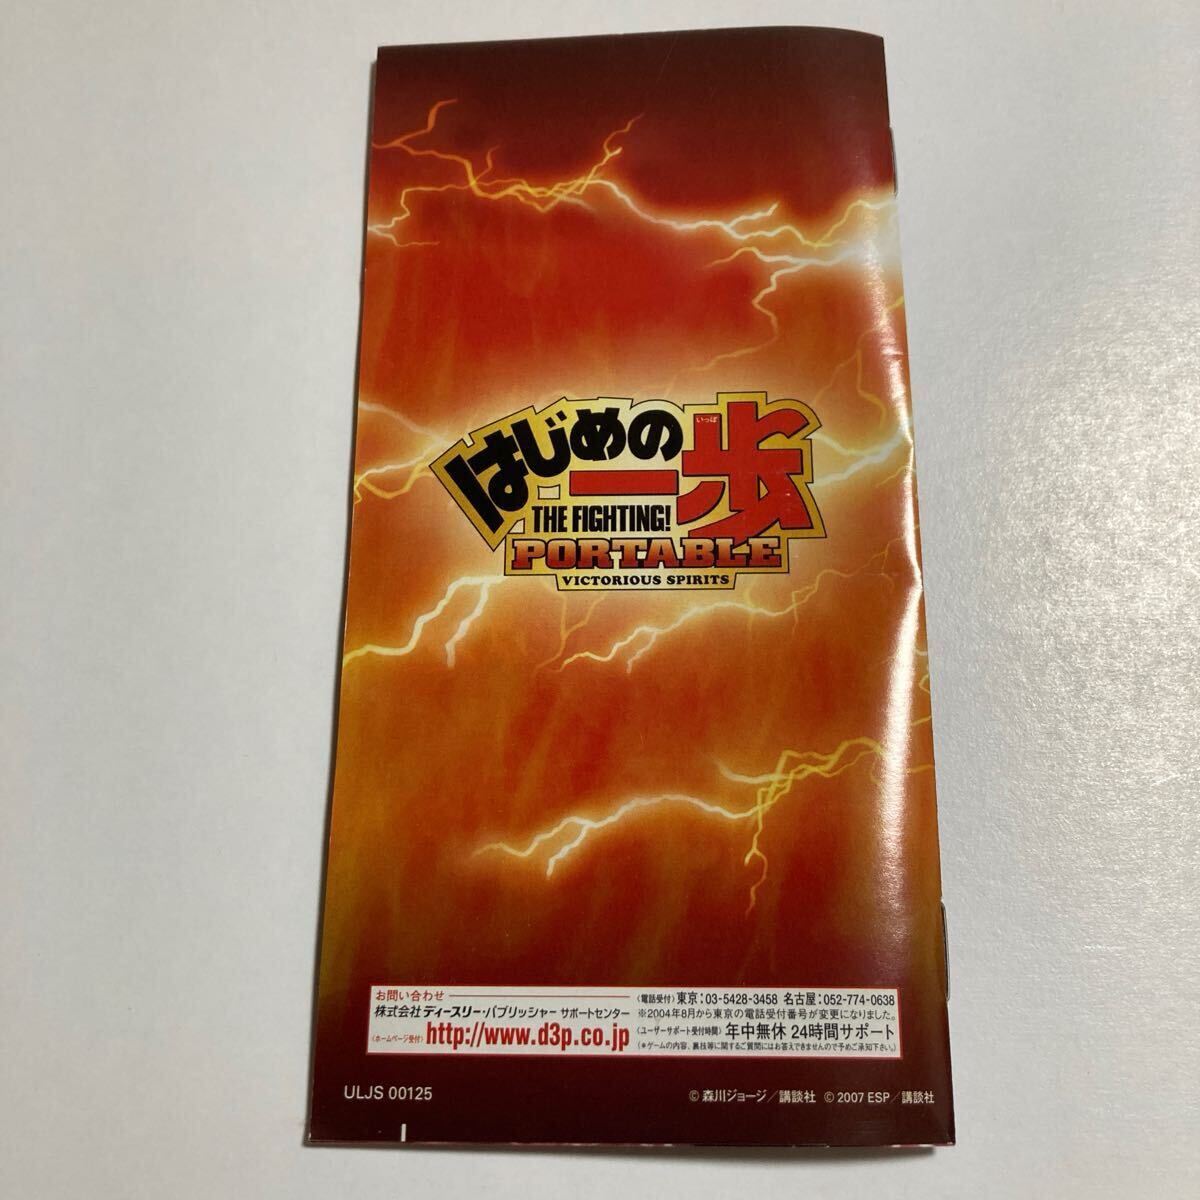 はじめの一歩
いっぽ
THE FIGHTING!
PORTABLE
VICTORIOUS SPIRITS
お問い合わせ
株式会社 ディースリー・パブリッシャー サポートセンター
〈ホームページ受付〉 http://www.d3p.co.jp
〈電話受付〉 東京：03-5428-3458 名古屋：052-774-0638
※2004年8月から東京の電話受付番号が変更になりました。
〈ユーザーサポート受付時間〉 年中無休 24時間サポート
（＊ゲームの内容、裏技等に関するご質問にはお答えできませんので予めご承知下さい。）
ULJS 00125
© 森川ジョージ／講談社 © 2007 ESP／講談社